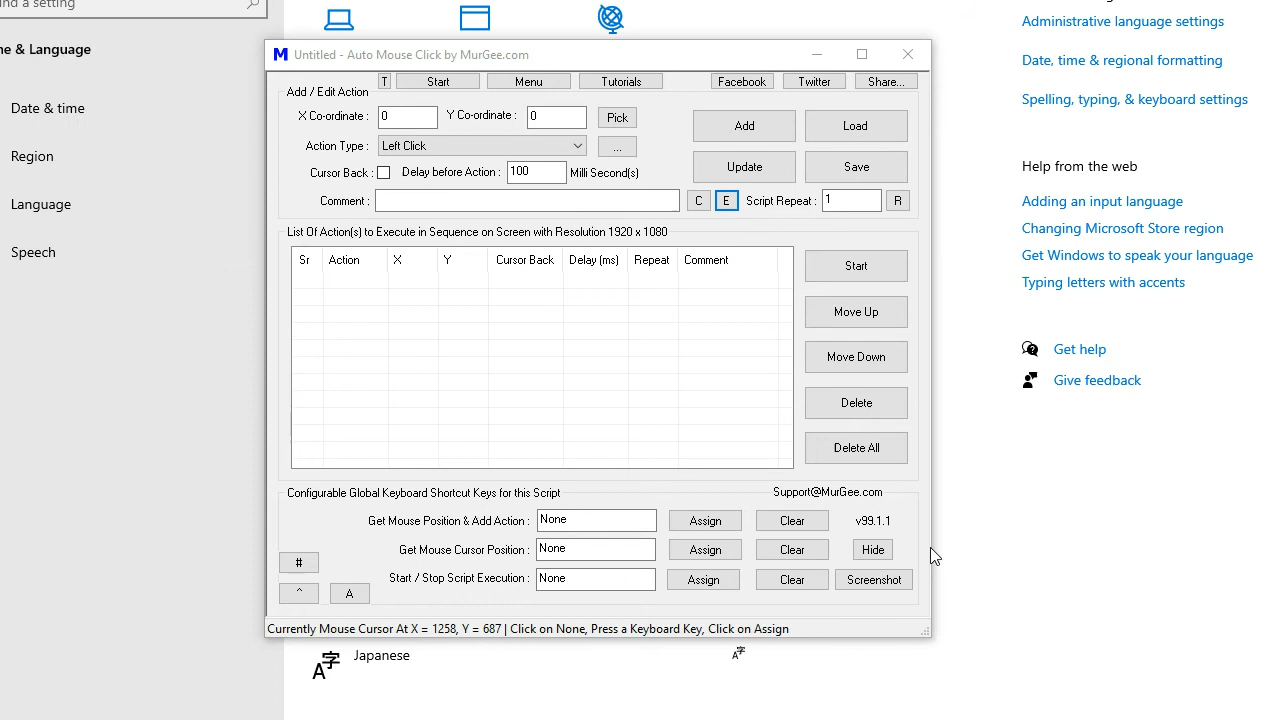 nd a setting
ne & Language
Date & time
Region
Language
Speech
M Untitled - Auto Mouse Click by MurGee.com
T Start Menu Tutorials Facebook Twitter Share...
Add / Edit Action
X Co-ordinate : 0 Y Co-ordinate : 0 Pick
Add Load
Action Type : Left Click ...
Cursor Back : Delay before Action : 100 Milli Second(s)
Update Save
Comment : C E Script Repeat : 1 R
List Of Action(s) to Execute in Sequence on Screen with Resolution 1920 x 1080
Sr Action X Y Cursor Back Delay (ms) Repeat Comment
Start
Move Up
Move Down
Delete
Delete All
Configurable Global Keyboard Shortcut Keys for this Script Support@MurGee.com
Get Mouse Position & Add Action : None Assign Clear v99.1.1
Get Mouse Cursor Position : None Assign Clear Hide
#
Start / Stop Script Execution : None Assign Clear Screenshot
^ A
Currently Mouse Cursor At X = 1258, Y = 687 | Click on None, Press a Keyboard Key, Click on Assign
A字 Japanese A字
Administrative language settings
Date, time & regional formatting
Spelling, typing, & keyboard settings
Help from the web
Adding an input language
Changing Microsoft Store region
Get Windows to speak your language
Typing letters with accents
Get help
Give feedback